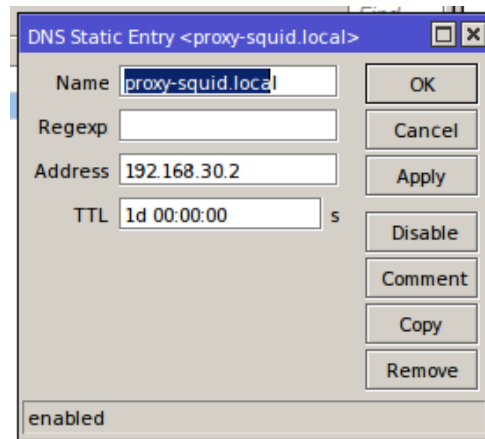 DNS Static Entry <proxy-squid.local>
Name proxy-squid.local
OK
Regexp
Cancel
Address 192.168.30.2
Apply
TTL 1d 00:00:00 s
Disable
Comment
Copy
Remove
enabled